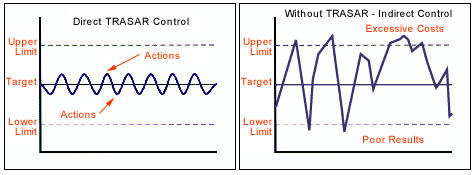 Direct TRASAR Control
Upper
Limit
Actions
Target
Actions
Lower
Limit
Without TRASAR - Indirect Control
Excessive Costs
Upper
Limit
Target
Lower
Limit
Poor Results